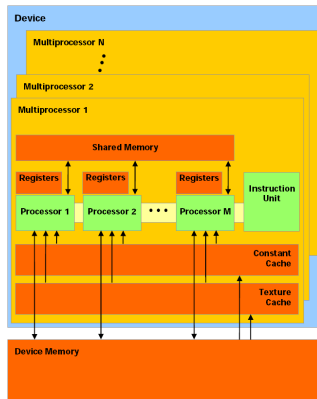 Device
Multiprocessor N
Multiprocessor 2
Multiprocessor 1
Shared Memory
Registers
Registers
Registers
Processor 1
Processor 2
Processor M
Instruction
Unit
Constant
Cache
Texture
Cache
Device Memory